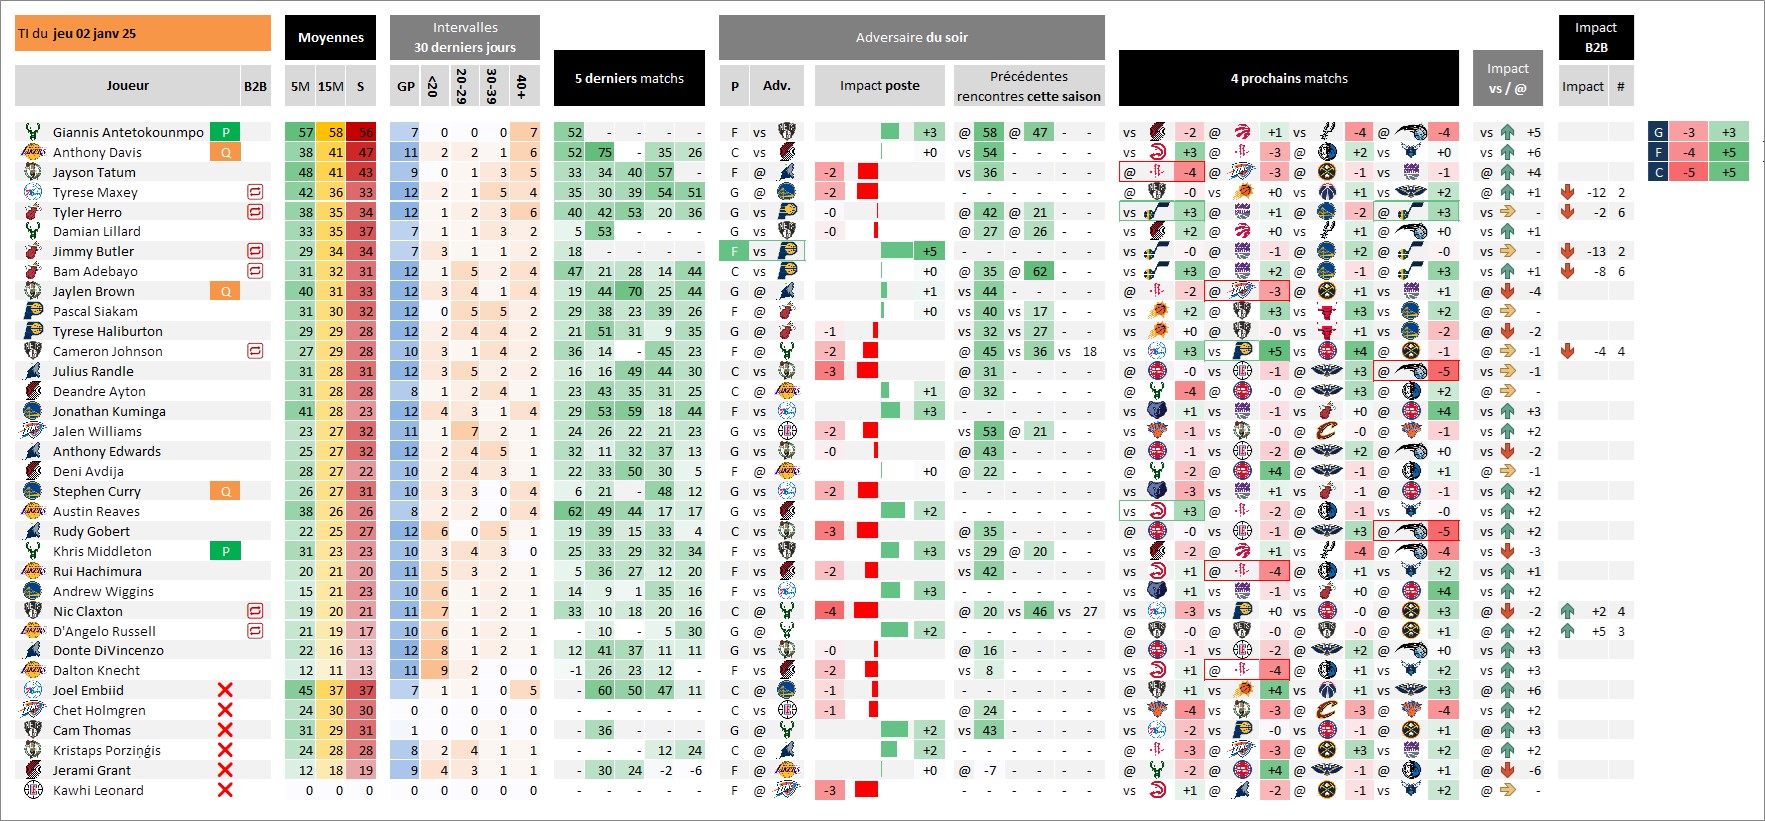 TI du jeu 02 janv 25
Moyennes
Intervalles
30 derniers jours
5 derniers matchs
Adversaire du soir
4 prochains matchs
Impact
vs / @
Impact
B2B
Joueur B2B 5M 15M S GP <20 20-29 30-39 40+ P Adv. Impact poste Précédentes
rencontres cette saison
Impact #
Giannis Antetokounmpo P 57 58 56 7 0 0 0 7 52 - - - - F vs +3 @ 58 @ 47 - - vs -2 @ +1 vs -4 @ -4 vs +5
Anthony Davis Q 38 41 47 11 2 2 1 6 52 75 - 35 26 C vs +0 vs 54 - - - - vs +3 @ -3 @ +2 vs +0 @ +6
Jayson Tatum 48 41 43 9 0 1 3 5 33 34 40 57 - F @ -2 vs 36 - - - - @ -4 @ -3 @ -1 vs -1 @ +4
Tyrese Maxey 42 36 33 12 1 2 5 4 35 30 39 54 51 G @ -2 - - - - - - @ -0 vs +0 vs +1 vs +2 @ +1 -12 2
Tyler Herro 38 35 34 12 1 2 3 6 40 42 53 20 36 G vs -0 @ 42 @ 21 - - vs +3 @ +1 @ -2 @ +3 vs - -2 6
Damian Lillard 33 35 37 7 1 1 3 2 5 53 - - - G vs -0 @ 27 @ 26 - - vs +2 @ +0 vs +1 @ +0 vs +1
Jimmy Butler 29 34 34 7 3 1 1 2 18 - - - - F vs +5 - - - - - - vs -0 @ -1 @ +2 @ -0 vs - -13 2
Bam Adebayo 31 32 31 12 1 5 2 4 47 21 28 14 44 C vs +0 @ 35 @ 62 - - vs +3 @ +2 @ -1 @ +3 vs +1 -8 6
Jaylen Brown Q 40 31 33 12 3 4 1 4 19 44 70 25 44 G @ +1 vs 44 - - - - @ -2 @ -3 @ +1 vs +1 @ -4
Pascal Siakam 31 30 32 12 0 5 5 2 29 38 23 39 26 F @ +0 vs 40 vs 17 - - vs +2 @ +3 vs +3 vs +2 @ -
Tyrese Haliburton 29 29 28 12 2 4 4 2 21 51 31 9 35 G @ -1 vs 32 vs 27 - - vs +0 @ -0 vs +1 vs -2 @ -2
Cameron Johnson 27 29 28 10 3 1 4 2 36 14 - 45 23 F @ -2 @ 45 vs 36 vs 18 vs +3 vs +5 vs +4 @ -1 @ -1 -4 4
Julius Randle 31 28 31 12 3 5 2 2 16 16 49 44 30 C vs -3 @ 31 - - - - @ -0 vs -1 @ +3 @ -5 vs -1
Deandre Ayton 31 28 28 8 1 2 4 1 23 43 35 31 25 C @ +1 @ 32 - - - - @ -4 @ -0 @ +3 @ +2 @ -
Jonathan Kuminga 41 28 23 12 4 3 1 4 29 53 59 18 44 F vs +3 - - - - - - vs +1 vs -1 vs +0 @ +4 vs +3
Jalen Williams 23 27 32 11 1 7 2 1 24 26 22 21 23 G vs -2 vs 53 @ 21 - - vs -1 vs -0 @ -0 @ -1 vs +2
Anthony Edwards 25 27 32 12 2 4 5 1 32 11 32 37 13 G vs -0 @ 43 - - - - @ -1 vs -2 @ +2 @ +0 vs -2
Deni Avdija 28 27 22 10 2 4 3 1 22 33 50 30 5 F @ +0 @ 22 - - - - @ -2 @ +4 @ -1 @ +1 @ -1
Stephen Curry Q 26 27 31 10 3 3 0 4 6 21 - 48 12 G vs -2 - - - - - - vs -3 vs +1 vs -1 @ -1 vs +2
Austin Reaves 38 26 26 8 2 2 0 4 62 49 44 17 17 G vs +2 - - - - - - vs +3 @ -2 @ -1 vs -0 @ +2
Rudy Gobert 22 25 27 12 6 0 5 1 19 39 15 33 4 C vs -3 @ 35 - - - - @ -0 vs -1 @ +3 @ -5 vs +2
Khris Middleton P 31 23 23 10 3 4 3 0 25 33 29 32 34 F vs +3 vs 29 @ 20 - - vs -2 @ +1 vs -4 @ -4 vs -3
Rui Hachimura 20 21 20 11 5 3 2 1 5 36 27 12 20 F vs -2 vs 42 - - - - vs +1 @ -4 @ +1 vs +2 @ +2
Andrew Wiggins 15 21 23 10 6 1 2 1 14 9 1 35 16 F vs +3 - - - - - - vs +1 vs -1 vs +0 @ +4 vs +2
Nic Claxton 19 20 21 11 7 1 2 1 33 10 18 20 16 C @ -4 @ 20 vs 46 vs 27 vs -3 vs +0 vs -0 @ +3 @ -2 +2 4
D'Angelo Russell 21 19 17 10 6 1 2 1 - 10 - 5 30 G @ +2 - - - - - - @ -0 @ -0 @ -0 @ +1 @ +2 +5 3
Donte DiVincenzo 22 16 13 12 8 1 2 1 12 41 37 11 11 G vs -0 @ 16 - - - - @ -1 vs -2 @ +2 @ +0 vs +3
Dalton Knecht 12 11 13 11 9 2 0 0 -1 26 23 12 - F vs -2 vs 8 - - - - vs +1 @ -4 @ +1 vs +2 @ +3
Joel Embiid 45 37 37 7 1 1 0 5 - 60 50 47 11 C @ -1 - - - - - - @ +1 vs +4 vs +1 vs +3 @ +6
Chet Holmgren 24 30 30 0 0 0 0 0 - - - - - C vs -1 @ 24 - - - - vs -4 vs -3 @ -3 @ -4 vs +2
Cam Thomas 31 29 31 1 0 0 1 0 - 36 - - - G @ +2 vs 43 - - - - vs -2 vs -0 vs -1 @ +1 @ +2
Kristaps Porziņģis 24 28 28 8 2 4 1 1 - - - 12 24 C @ +2 - - - - - - @ -3 @ -3 @ +3 vs +2 @ +2
Jerami Grant 12 18 19 9 4 3 1 1 - 30 24 -2 -6 F @ +0 @ -7 - - - - @ -2 @ +4 @ -1 @ +1 @ -6
Kawhi Leonard 0 0 0 0 0 0 0 0 - - - - - F @ -3 - - - - - - vs +1 @ -2 @ -1 vs +2 @ -
G -3 +3
F -4 +5
C -5 +5